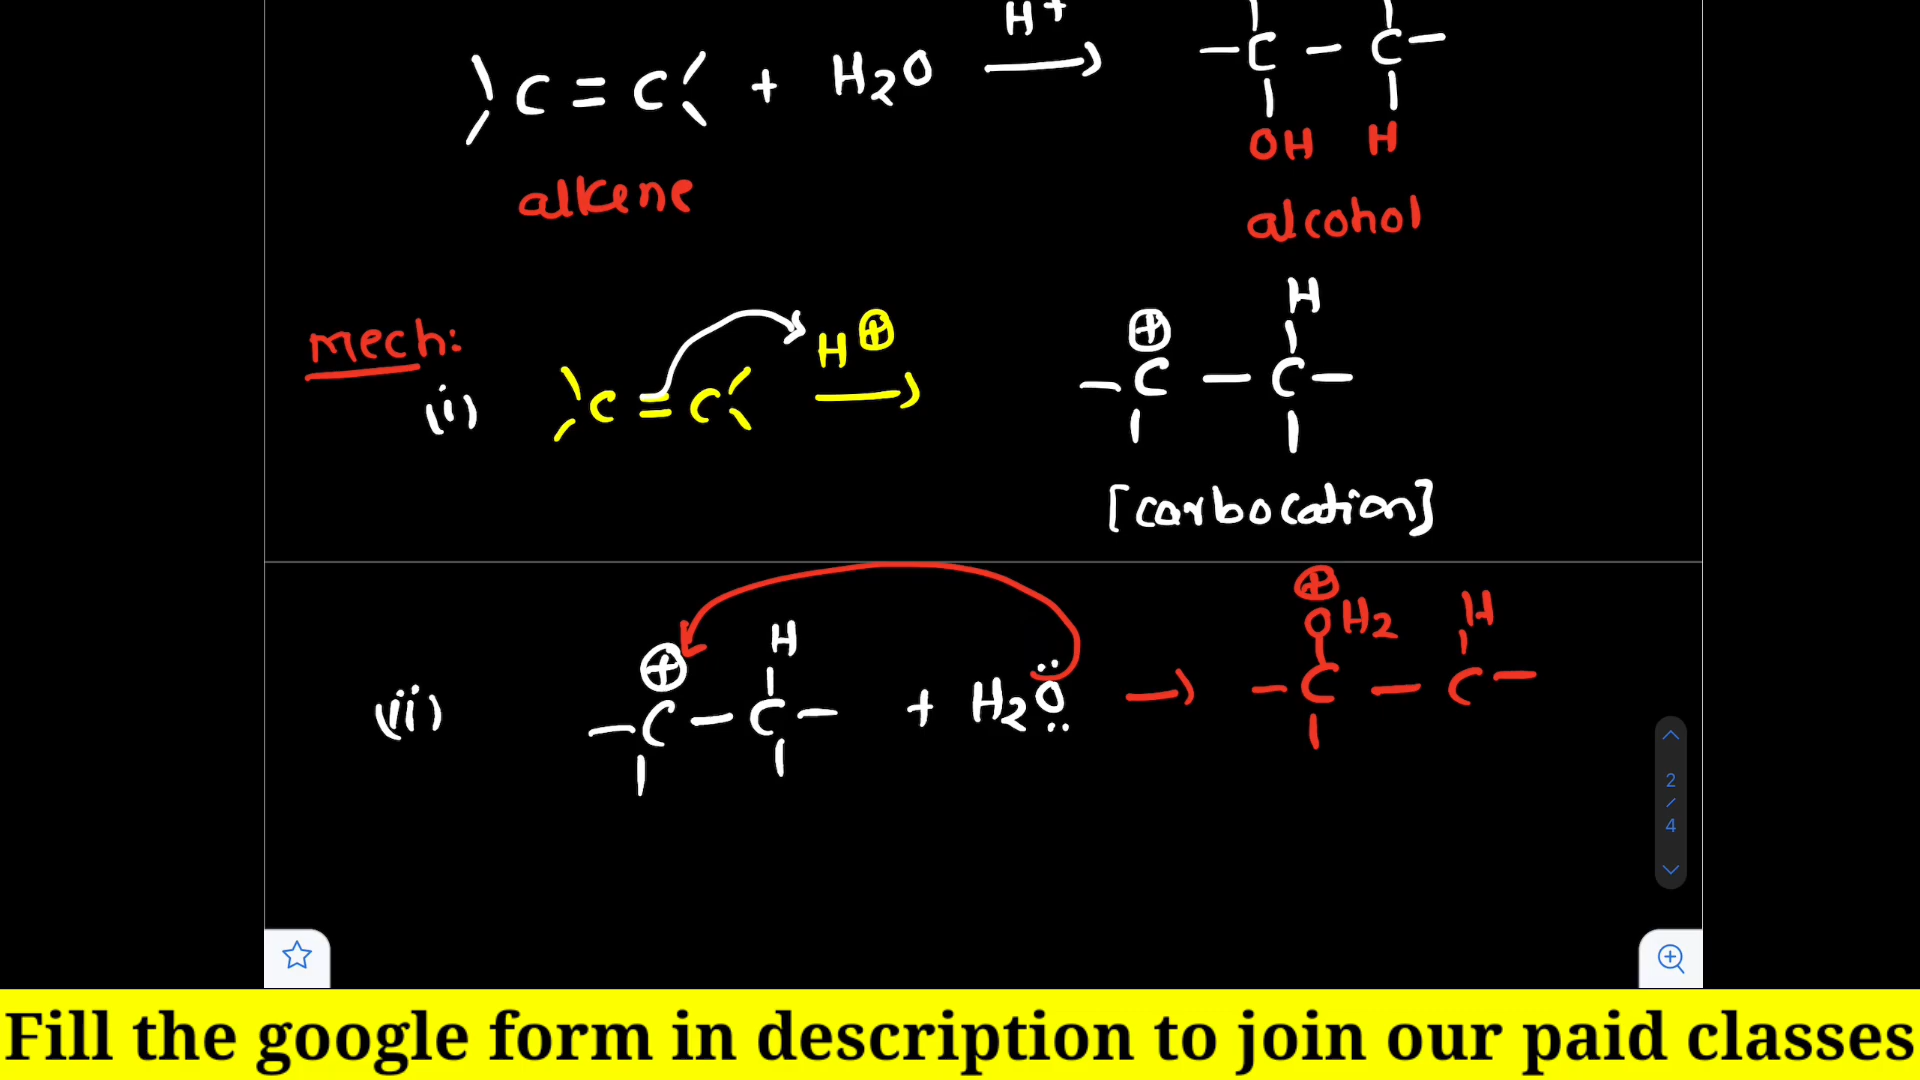 H+
C = C + H2O → — C — C —
OH H
alkene
alcohol
H
mech:
⊕
H⊕
(i) C = C → — C — C —
[carbocation]
⊕
H OH2 H
⊕
(ii) — C — C — + H2O → — C — C —
2
/
4
Fill the google form in description to join our paid classes